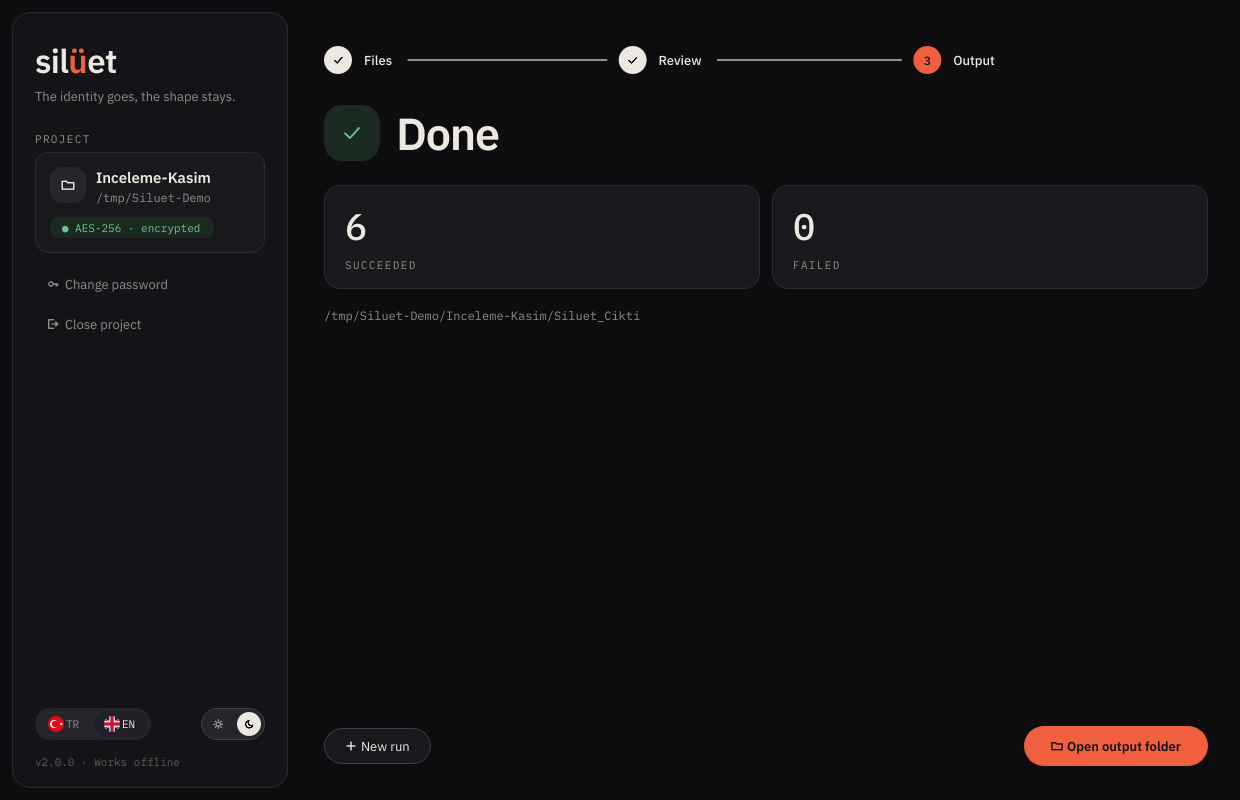 silüet
The identity goes, the shape stays.
PROJECT
Inceleme-Kasim
/tmp/Siluet-Demo
AES-256 · encrypted
Change password
Close project
TR
EN
v2.0.0 · Works offline
Files
Review
3
Output
Done
6
SUCCEEDED
0
FAILED
/tmp/Siluet-Demo/Inceleme-Kasim/Siluet_Cikti
New run
Open output folder